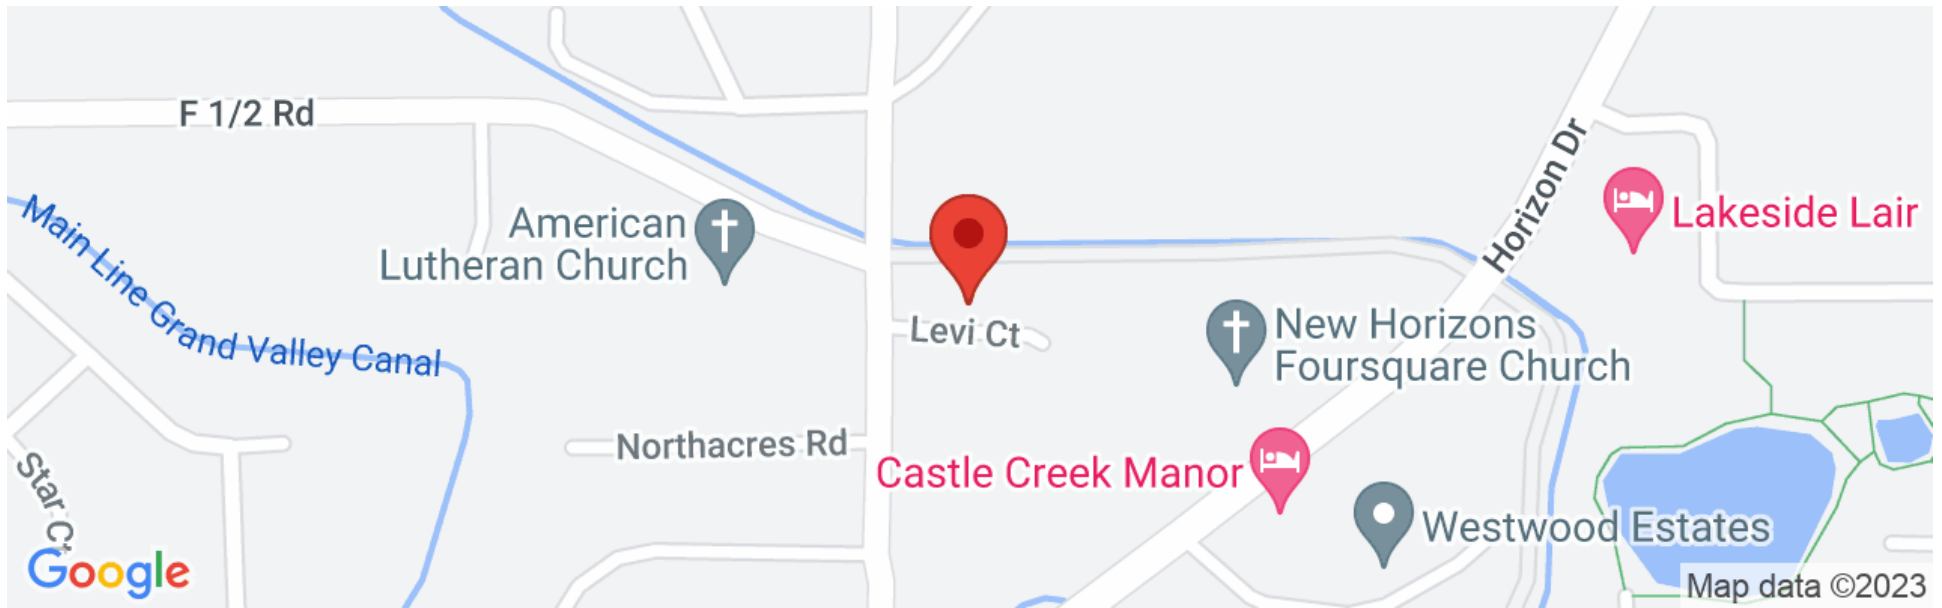 F 1/2 Rd
Horizon Dr
Main Line Grand Valley Canal
American
Lutheran Church
Lakeside Lair
Levi Ct
New Horizons
Foursquare Church
Northacres Rd
Castle Creek Manor
Star Ct
Westwood Estates
Google
Map data ©2023